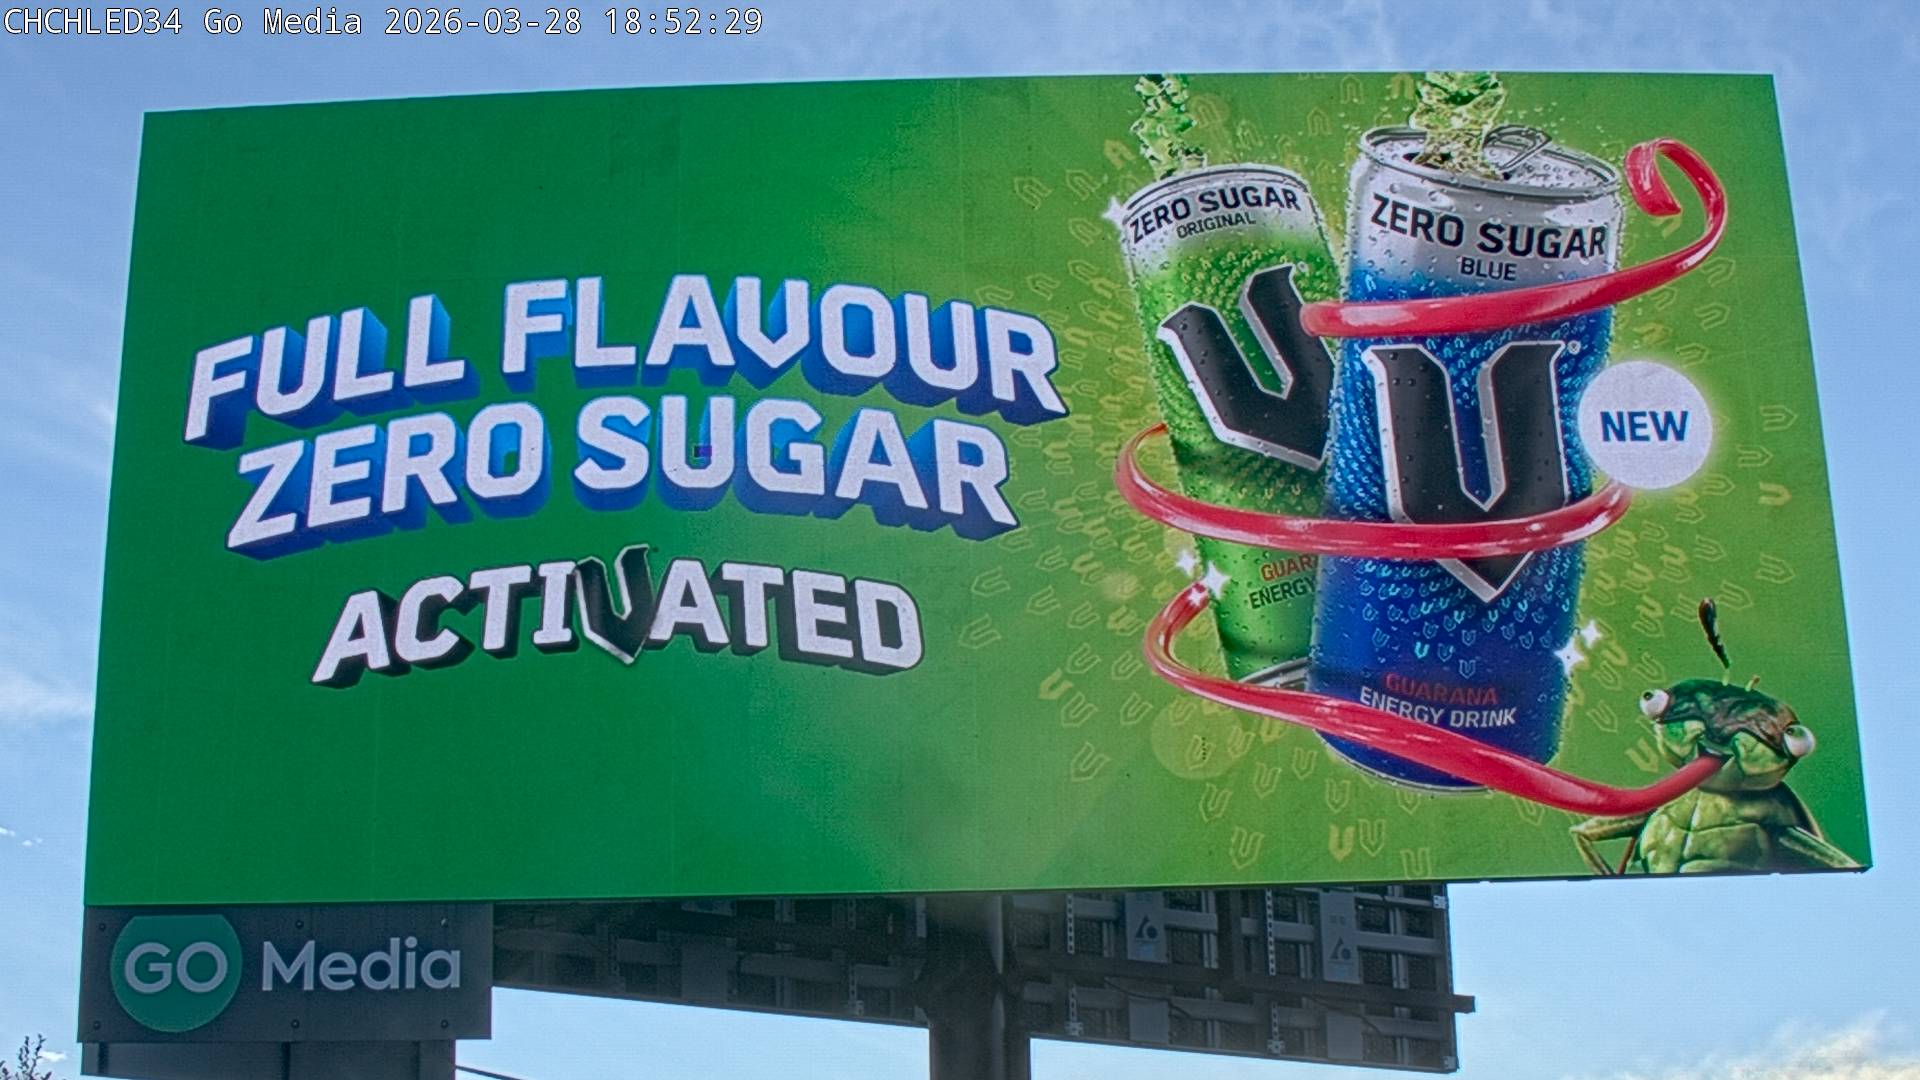 CHCHLED34 Go Media 2026-03-28 18:52:29
FULL FLAVOUR
ZERO SUGAR
ACTIVATED
ZERO SUGAR
ORIGINAL
V
GUAR
ENERGY
ZERO SUGAR
BLUE
V
GUARANA
ENERGY DRINK
NEW
GO Media